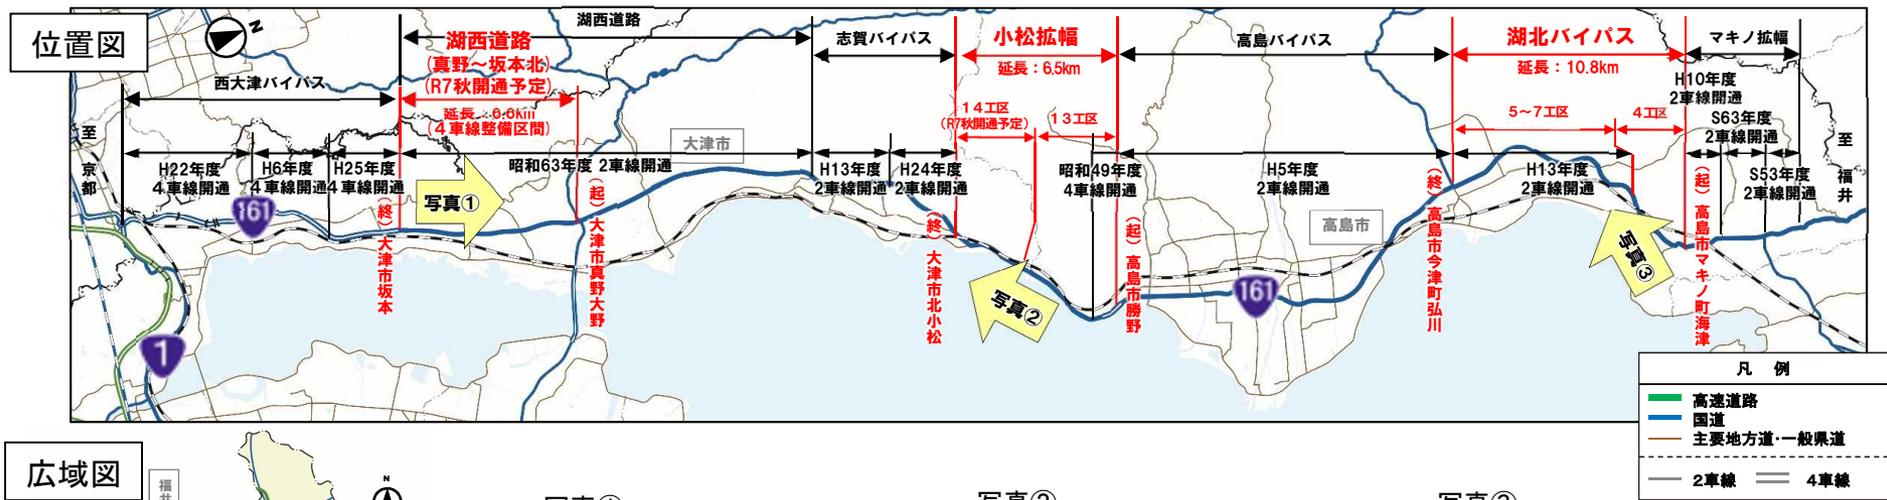 位置図
N
湖西道路
西大津バイパス
湖西道路
(真野～坂本北)
(R7秋開通予定)
延長：6.6km
(4車線整備区間)
志賀バイパス
小松拡幅
延長：6.5km
14工区
(R7秋開通予定)
13工区
高島バイパス
湖北バイパス
延長：10.8km
5～7工区
4工区
マキノ拡幅
H10年度
2車線開通
S63年度
2車線開通
S53年度
2車線開通
至 京都
至 福井
H22年度
4車線開通
H6年度
4車線開通
H25年度
4車線開通
昭和63年度 2車線開通
大津市
H13年度
2車線開通
H24年度
2車線開通
昭和49年度
4車線開通
H5年度
2車線開通
H13年度
2車線開通
高島市
161
161
1
写真①
写真②
写真③
(終)大津市坂本
(起)大津市真野大野
(終)大津市北小松
(起)高島市勝野
(終)高島市今津町弘川
(起)高島市マキノ町海津
凡 例
高速道路
国道
主要地方道・一般県道
2車線
4車線
広域図
福
N
写真②
写真③